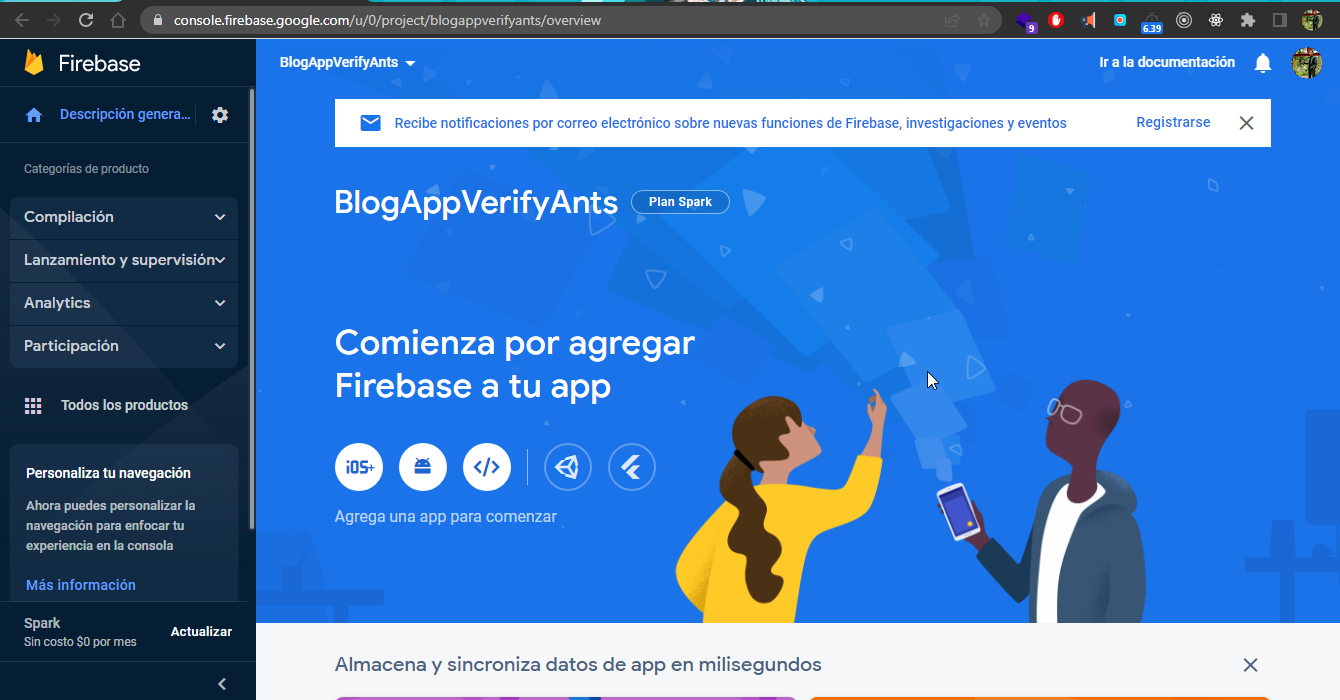 console.firebase.google.com/u/0/project/blogappverifyants/overview
9
6.39
Firebase
BlogAppVerifyAnts
Ir a la documentación
Descripción genera...
Recibe notificaciones por correo electrónico sobre nuevas funciones de Firebase, investigaciones y eventos
Registrarse
Categorías de producto
Compilación
Lanzamiento y supervisión
Analytics
Participación
Todos los productos
Personaliza tu navegación
Ahora puedes personalizar la
navegación para enfocar tu
experiencia en la consola
Más información
Spark
Sin costo $0 por mes
Actualizar
BlogAppVerifyAnts
Plan Spark
Comienza por agregar
Firebase a tu app
iOS+
</>
Agrega una app para comenzar
Almacena y sincroniza datos de app en milisegundos